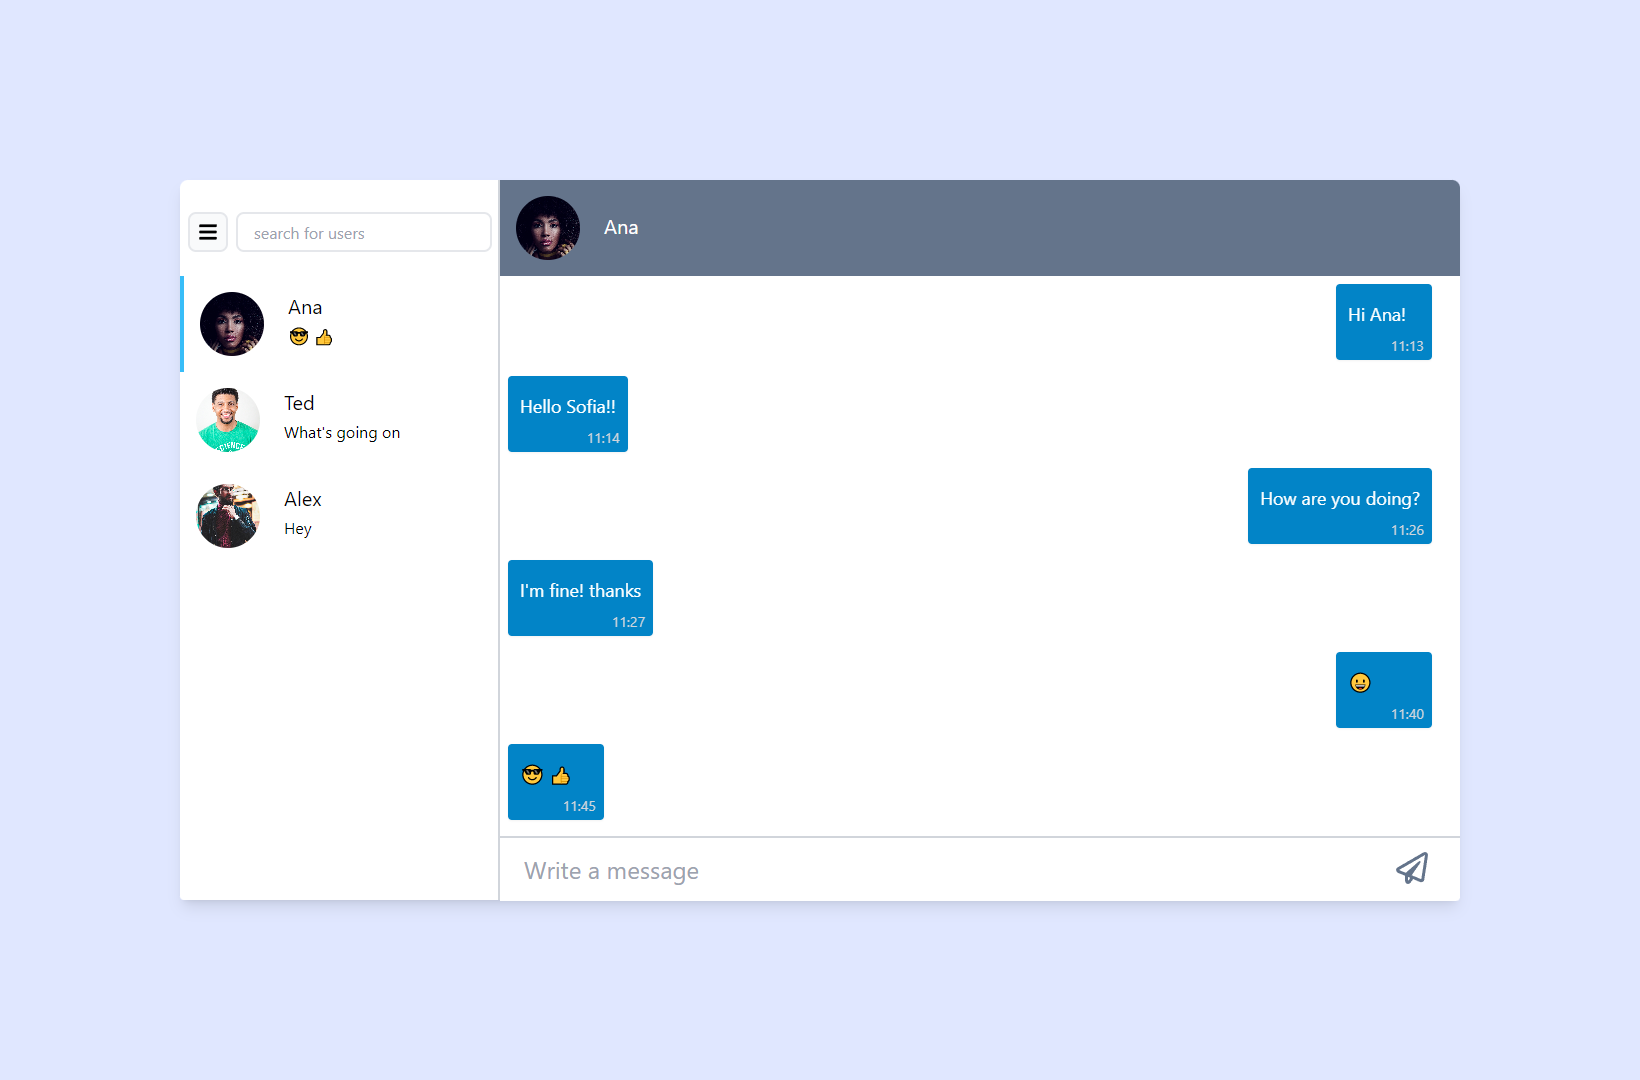 search for users
Ana
😎 👍
Ted
What's going on
Alex
Hey
Ana
Hi Ana!
11:13
Hello Sofia!!
11:14
How are you doing?
11:26
I'm fine! thanks
11:27
😀
11:40
😎 👍
11:45
Write a message